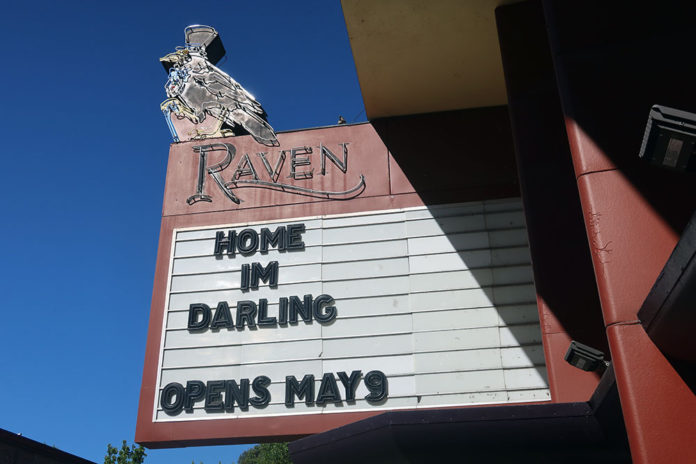 RAVEN
HOME
IM
DARLING
OPENS MAY 9